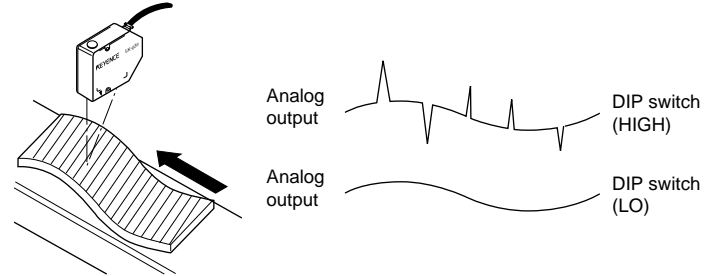 KEYENCE
Analog
output
DIP switch
(HIGH)
Analog
output
DIP switch
(LO)